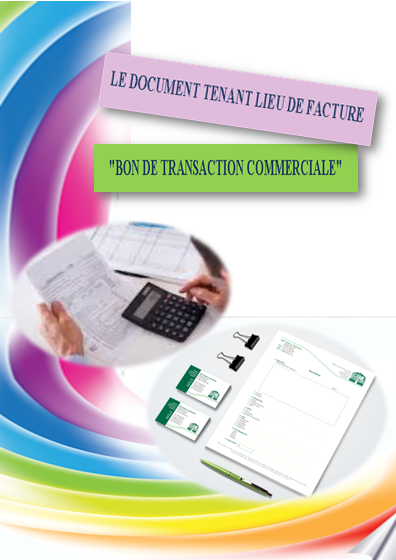 LE DOCUMENT TENANT LIEU DE FACTURE
"BON DE TRANSACTION COMMERCIALE"